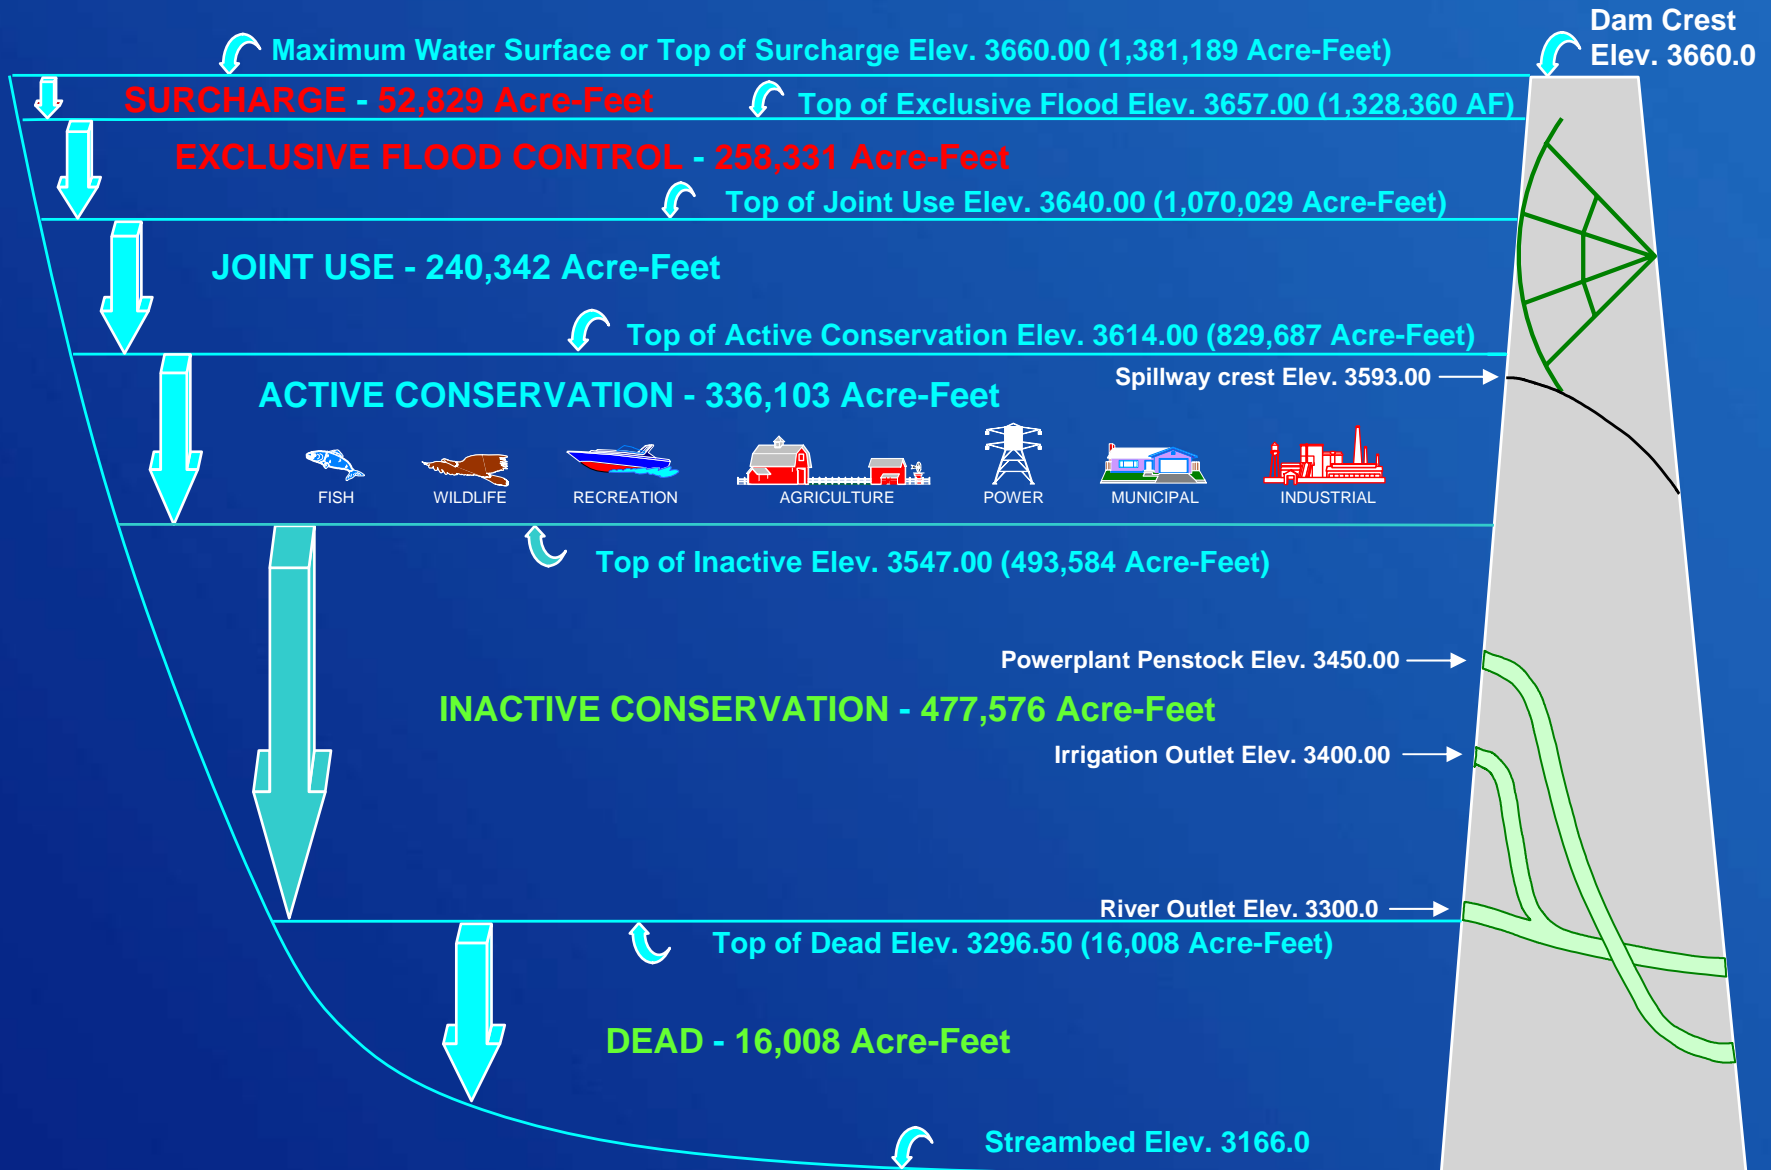 Dam Crest
Elev. 3660.0
Maximum Water Surface or Top of Surcharge Elev. 3660.00 (1,381,189 Acre-Feet)
SURCHARGE - 52,829 Acre-Feet
Top of Exclusive Flood Elev. 3657.00 (1,328,360 AF)
EXCLUSIVE FLOOD CONTROL - 258,331 Acre-Feet
Top of Joint Use Elev. 3640.00 (1,070,029 Acre-Feet)
JOINT USE - 240,342 Acre-Feet
Top of Active Conservation Elev. 3614.00 (829,687 Acre-Feet)
Spillway crest Elev. 3593.00
ACTIVE CONSERVATION - 336,103 Acre-Feet
FISH WILDLIFE RECREATION AGRICULTURE POWER MUNICIPAL INDUSTRIAL
Top of Inactive Elev. 3547.00 (493,584 Acre-Feet)
Powerplant Penstock Elev. 3450.00
INACTIVE CONSERVATION - 477,576 Acre-Feet
Irrigation Outlet Elev. 3400.00
River Outlet Elev. 3300.0
Top of Dead Elev. 3296.50 (16,008 Acre-Feet)
DEAD - 16,008 Acre-Feet
Streambed Elev. 3166.0